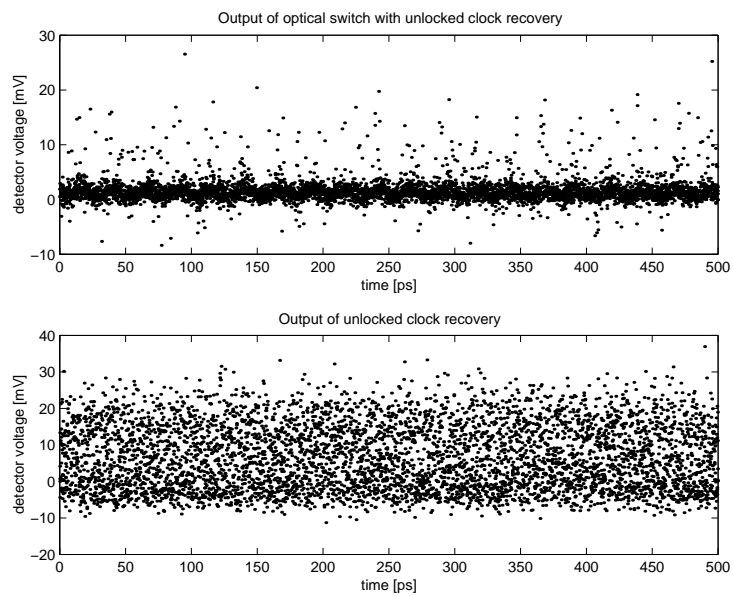 Output of optical switch with unlocked clock recovery
30
20
10
0
−10
detector voltage [mV]
0 50 100 150 200 250 300 350 400 450 500
time [ps]
Output of unlocked clock recovery
40
30
20
10
0
−10
−20
detector voltage [mV]
0 50 100 150 200 250 300 350 400 450 500
time [ps]